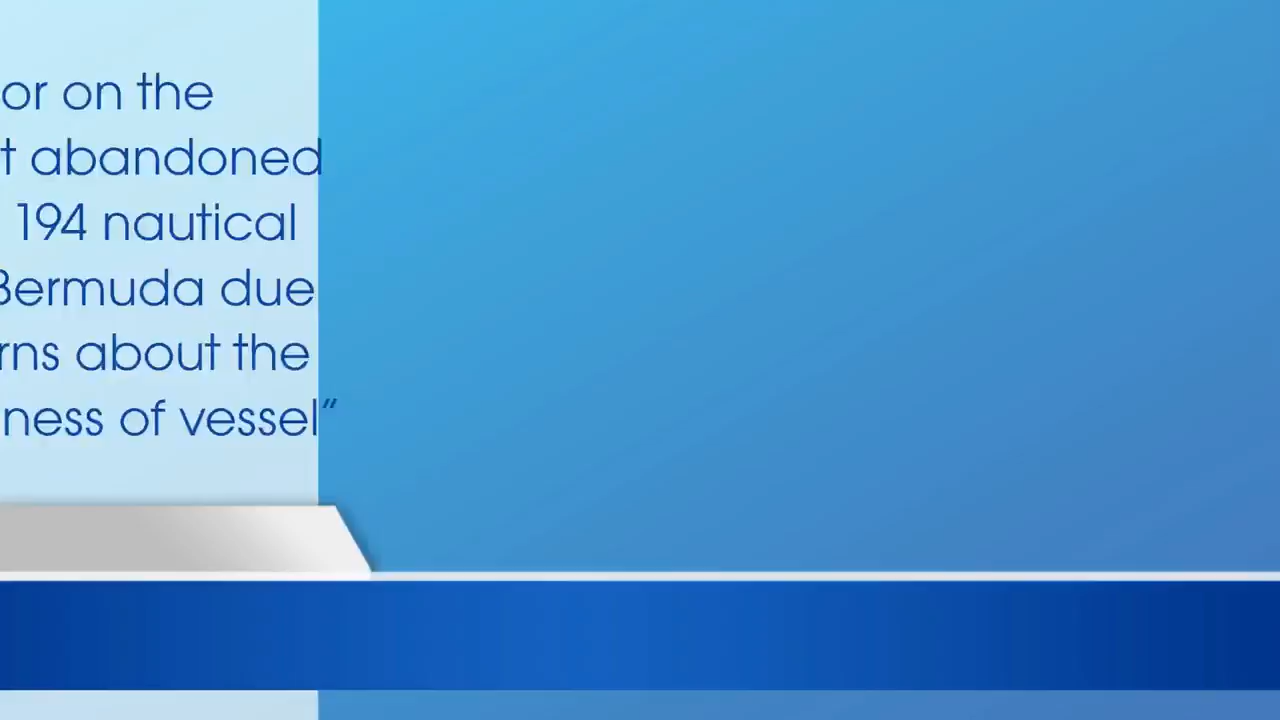 or on the
t abandoned
194 nautical
Bermuda due
rns about the
ness of vessel”